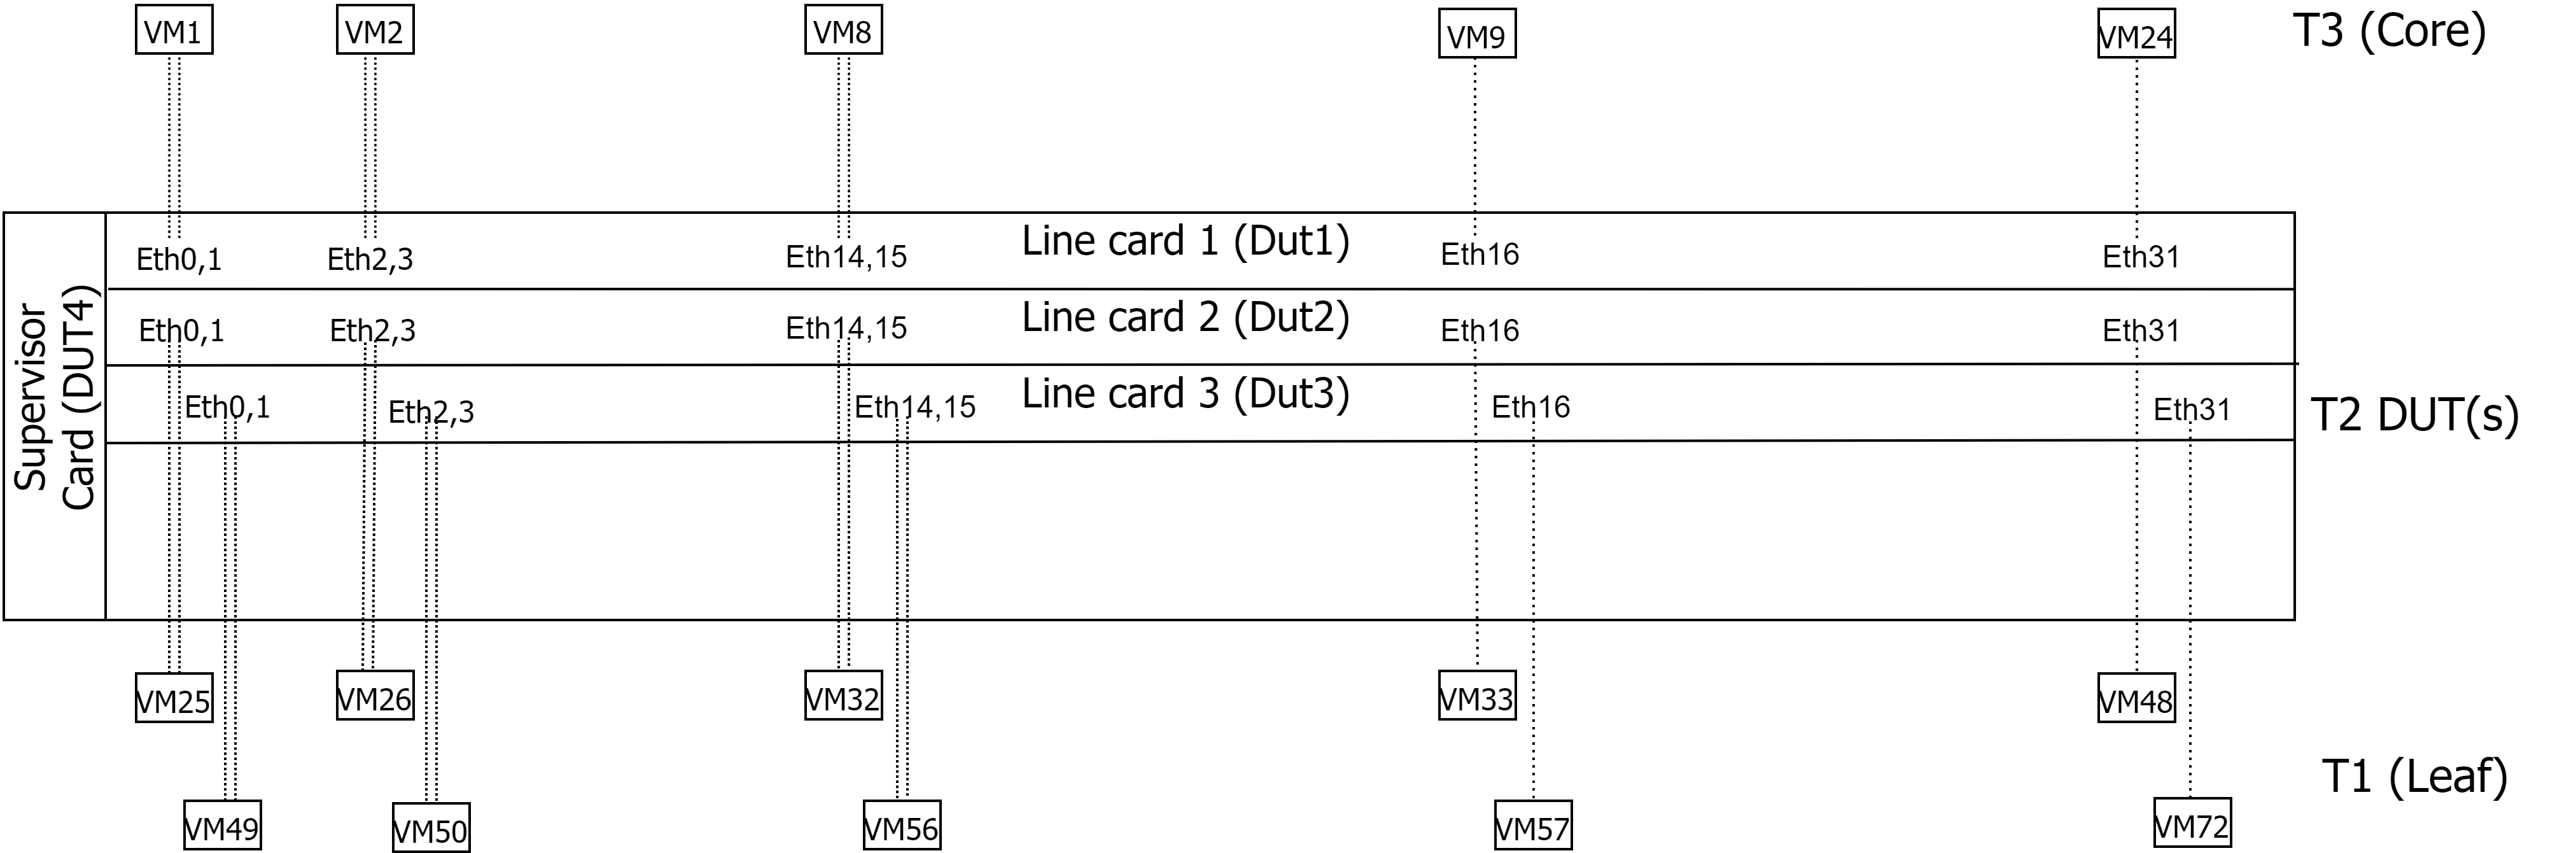 VM1
VM2
VM8
VM9
VM24
T3 (Core)
Line card 1 (Dut1)
Eth0,1
Eth2,3
Eth14,15
Eth16
Eth31
Line card 2 (Dut2)
Eth0,1
Eth2,3
Eth14,15
Eth16
Eth31
Supervisor
Card (DUT4)
Line card 3 (Dut3)
Eth0,1
Eth2,3
Eth14,15
Eth16
Eth31
T2 DUT(s)
VM25
VM26
VM32
VM33
VM48
T1 (Leaf)
VM49
VM50
VM56
VM57
VM72